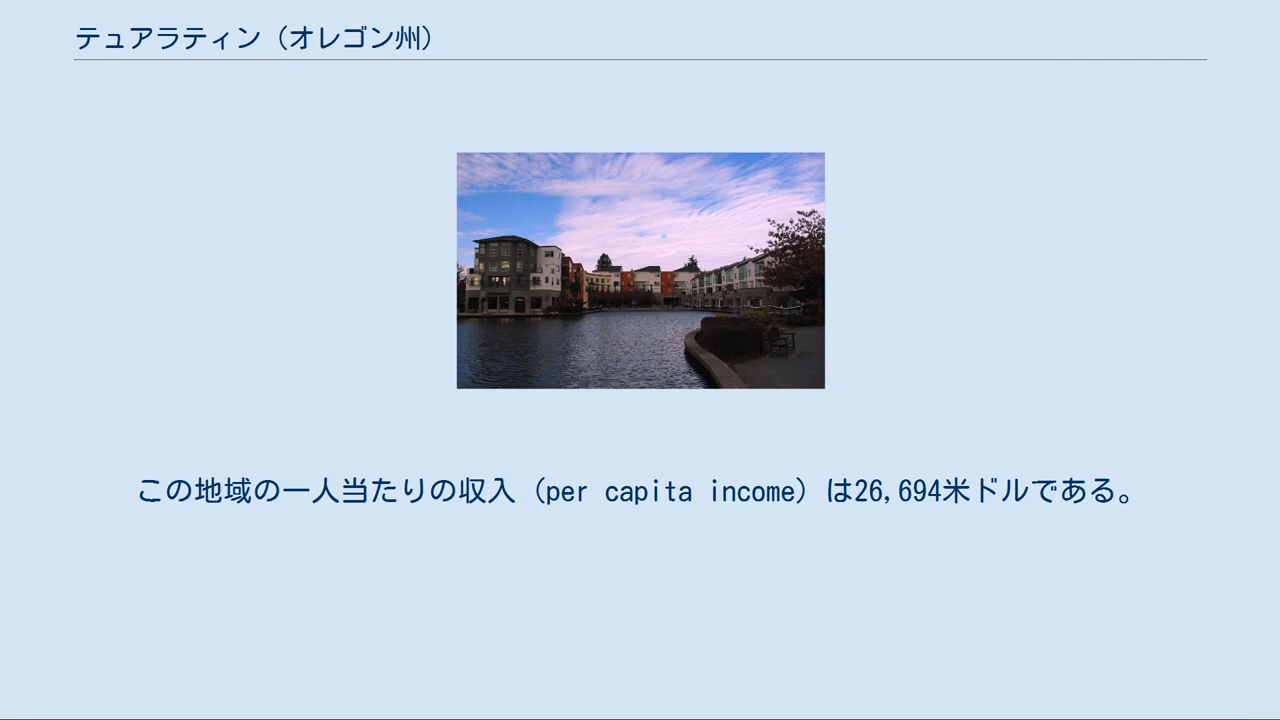 テュアラティン（オレゴン州）
この地域の一人当たりの収入（per capita income）は26,694米ドルである。